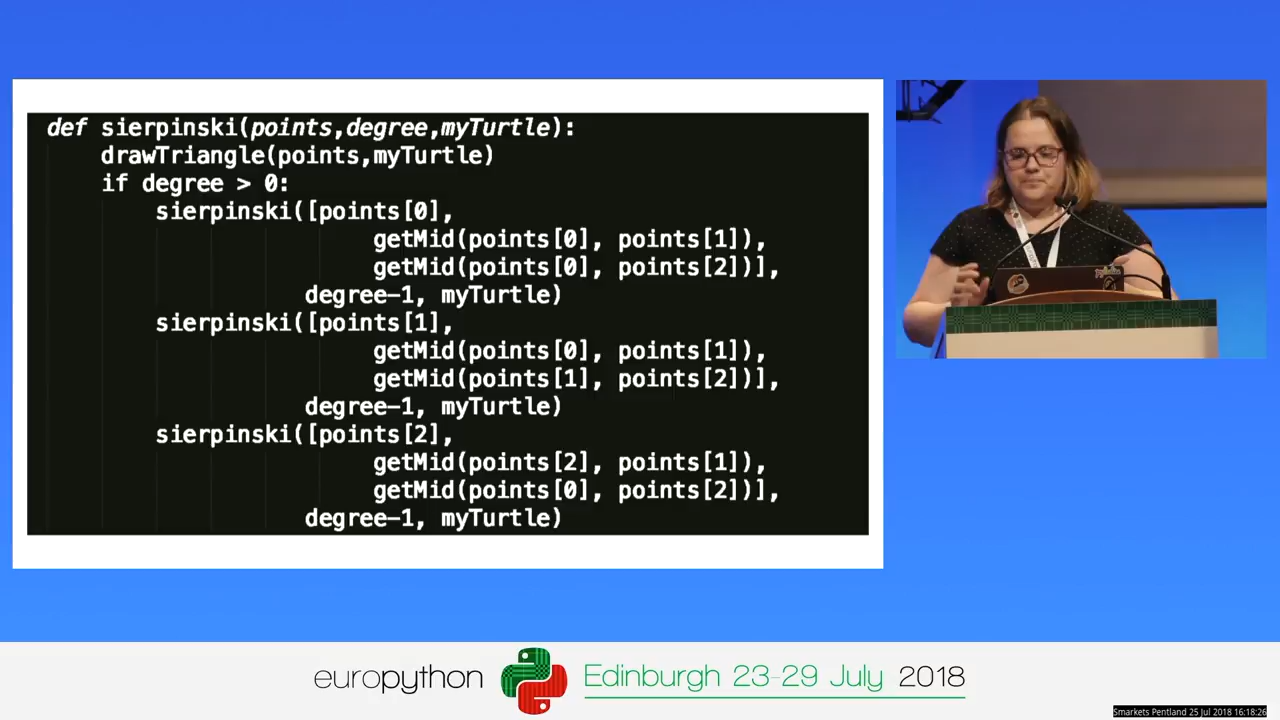 def sierpinski(points,degree,myTurtle):
    drawTriangle(points,myTurtle)
    if degree > 0:
        sierpinski([points[0],
                        getMid(points[0], points[1]),
                        getMid(points[0], points[2])],
                   degree-1, myTurtle)
        sierpinski([points[1],
                        getMid(points[0], points[1]),
                        getMid(points[1], points[2])],
                   degree-1, myTurtle)
        sierpinski([points[2],
                        getMid(points[2], points[1]),
                        getMid(points[0], points[2])],
                   degree-1, myTurtle)
europython Edinburgh 23-29 July 2018
Smarkets Pentland 25 Jul 2018 16:18:26